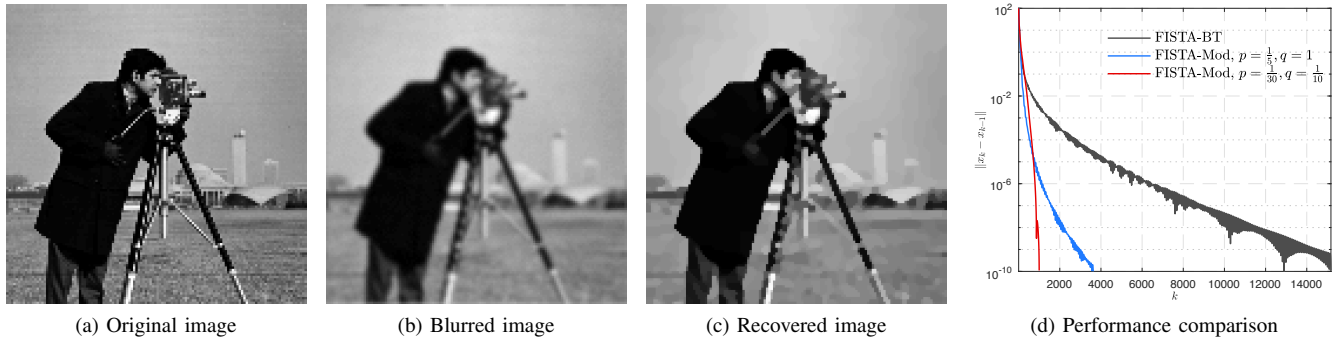 10^2
10^-2
10^-6
10^-10
‖x_k − x_{k−1}‖
FISTA-BT
FISTA-Mod, p = 1/5, q = 1
FISTA-Mod, p = 1/30, q = 1/10
2000 4000 6000 8000 10000 12000 14000
k
(a) Original image
(b) Blurred image
(c) Recovered image
(d) Performance comparison